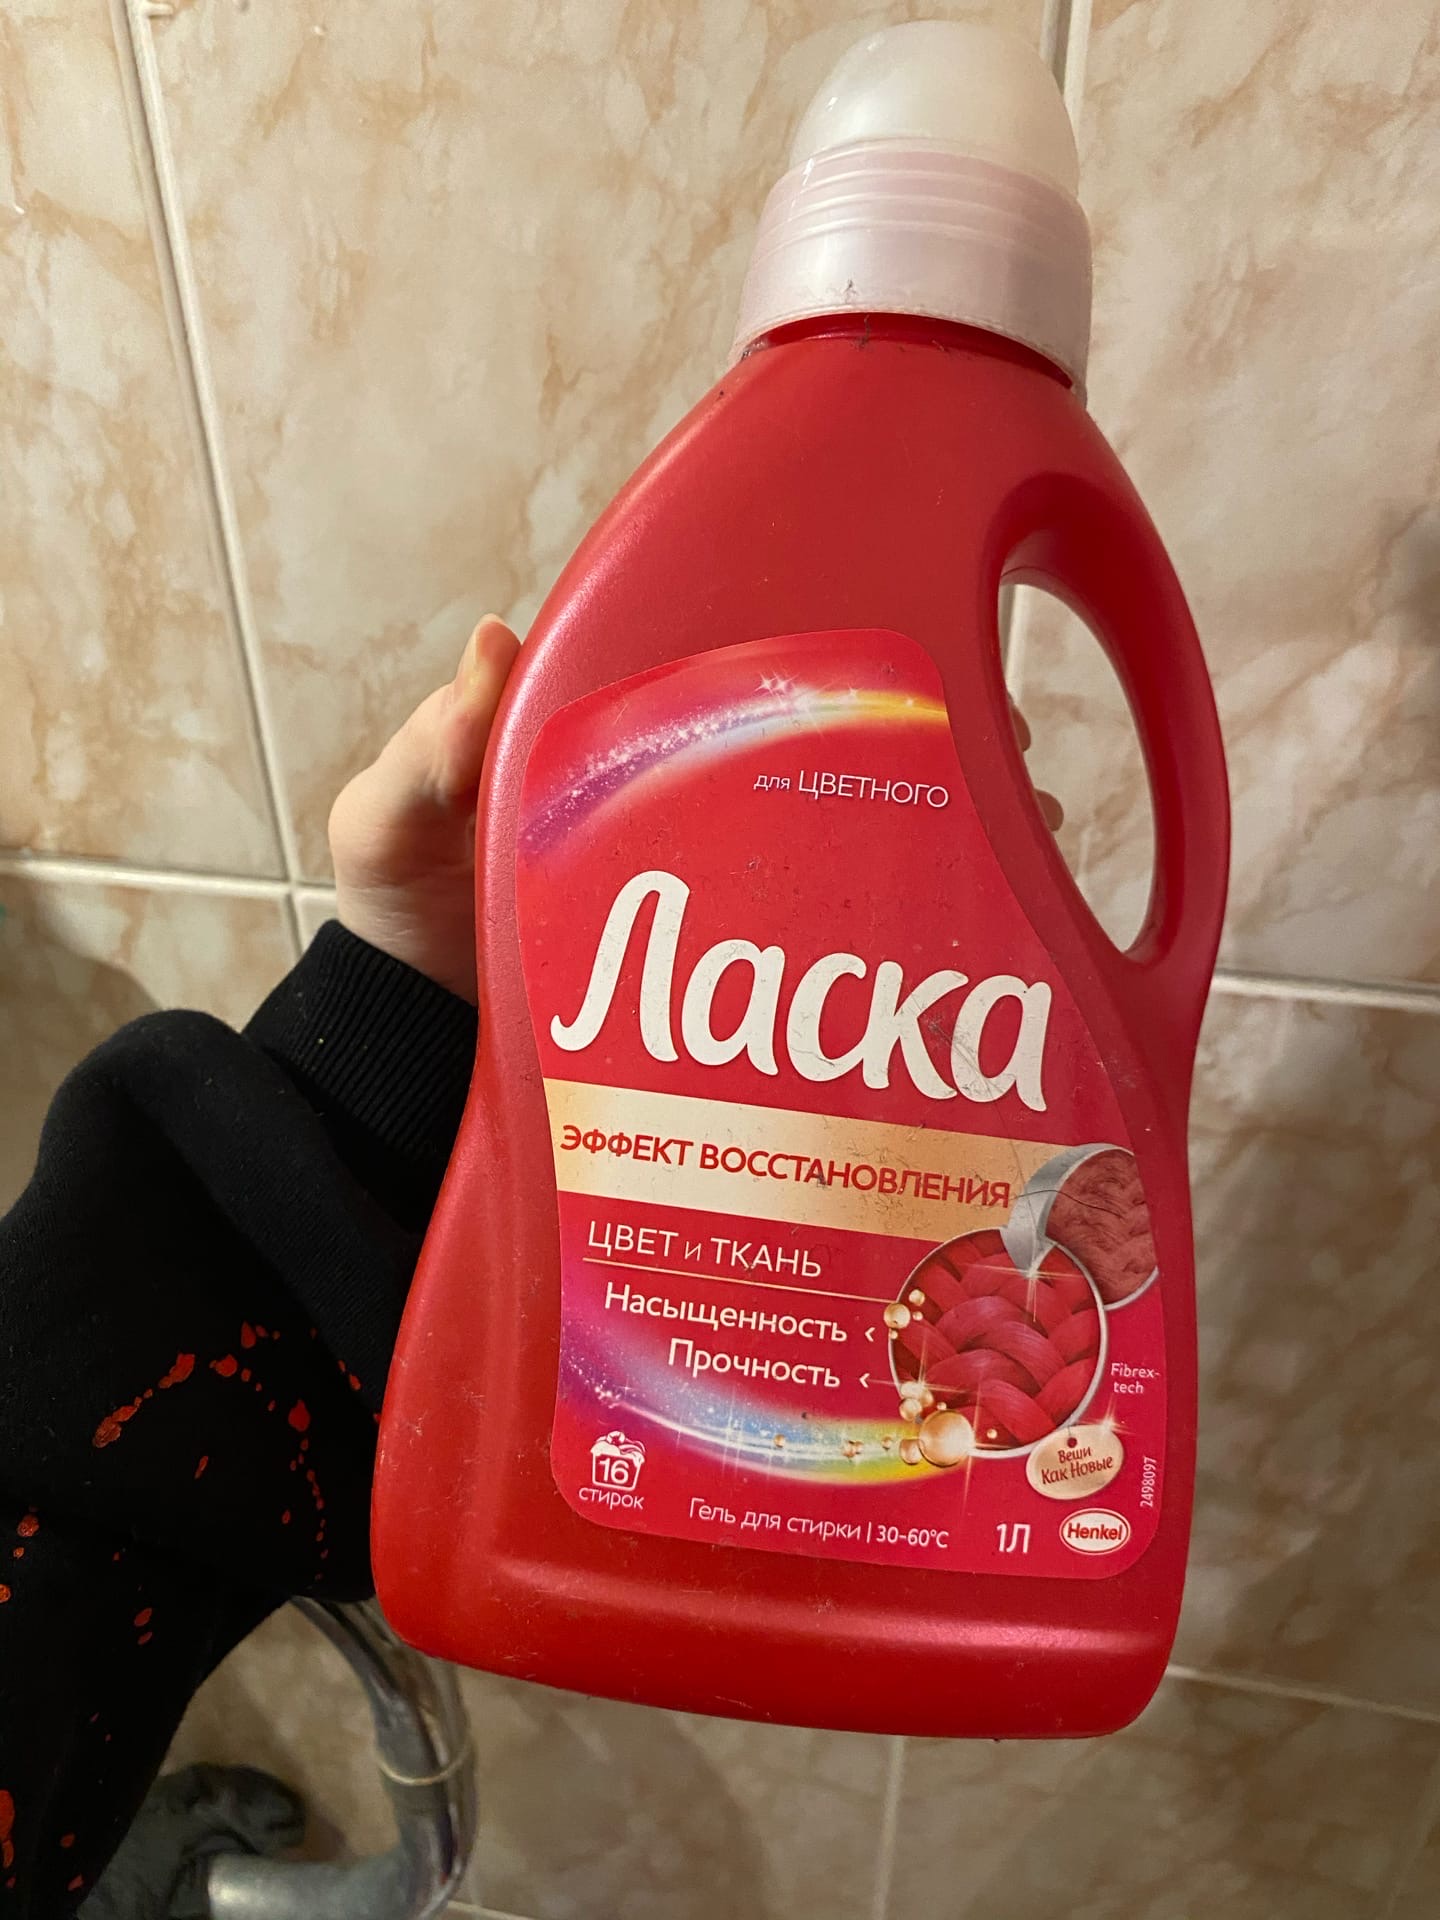 для ЦВЕТНОГО
Ласка
ЭФФЕКТ ВОССТАНОВЛЕНИЯ
ЦВЕТ и ТКАНЬ
Насыщенность <
Прочность <
Fibrex-
tech
Вещи
Как Новые
2498097
16
стирок
Гель для стирки | 30-60°C
1Л
Henkel